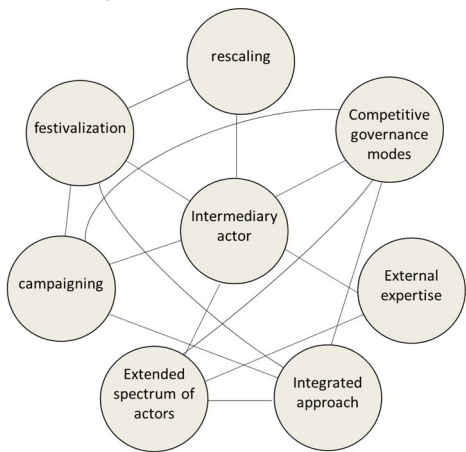 rescaling
festivalization
Competitive
governance
modes
Intermediary
actor
campaigning
External
expertise
Extended
spectrum of
actors
Integrated
approach